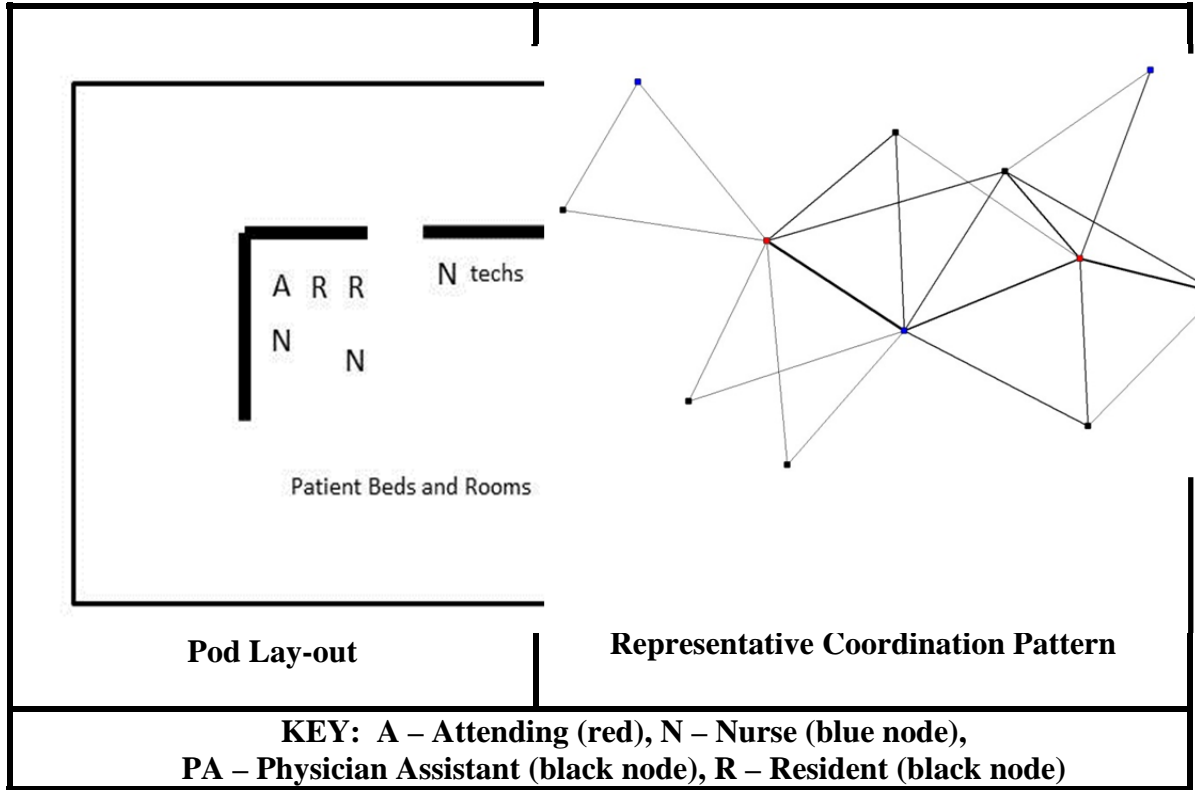 A R R
N techs
N
N
Patient Beds and Rooms
Pod Lay-out
Representative Coordination Pattern
KEY: A – Attending (red), N – Nurse (blue node),
PA – Physician Assistant (black node), R – Resident (black node)